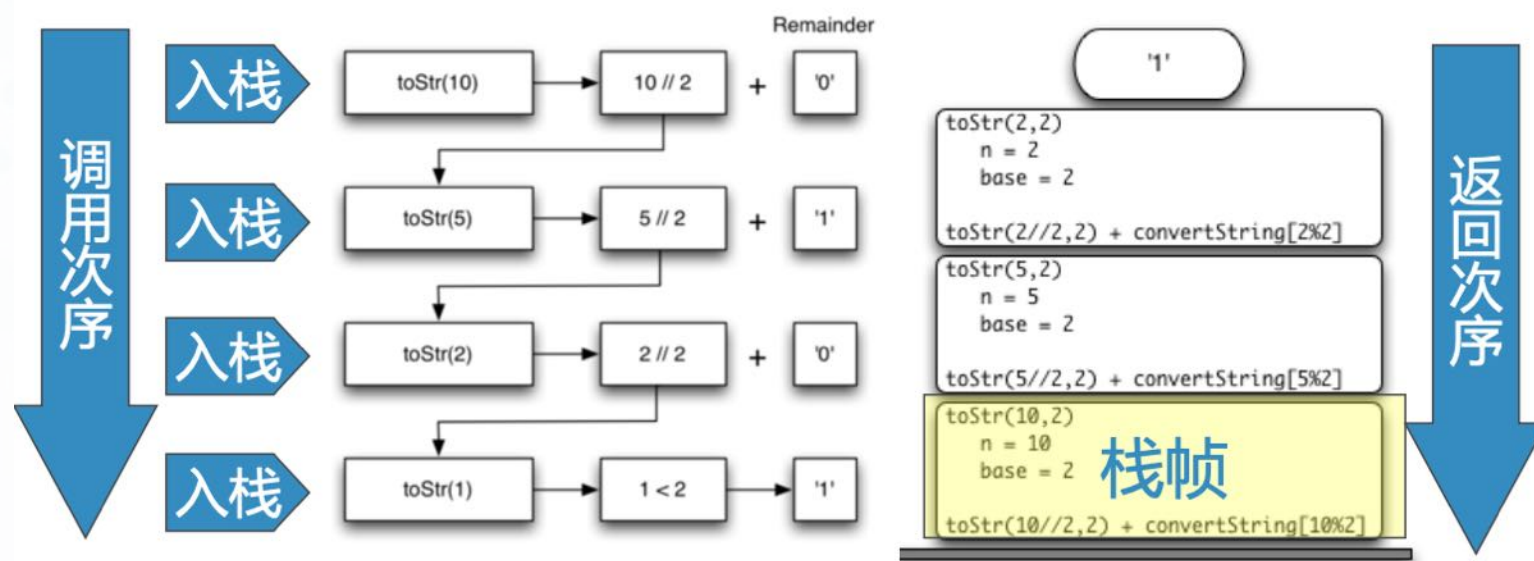 调用次序
Remainder
入栈 toStr(10) 10 // 2 + '0'
入栈 toStr(5) 5 // 2 + '1'
入栈 toStr(2) 2 // 2 + '0'
入栈 toStr(1) 1 < 2 '1'
'1'
toStr(2,2)
n = 2
base = 2
toStr(2//2,2) + convertString[2%2]
toStr(5,2)
n = 5
base = 2
toStr(5//2,2) + convertString[5%2]
toStr(10,2)
n = 10
base = 2
栈帧
toStr(10//2,2) + convertString[10%2]
返回次序